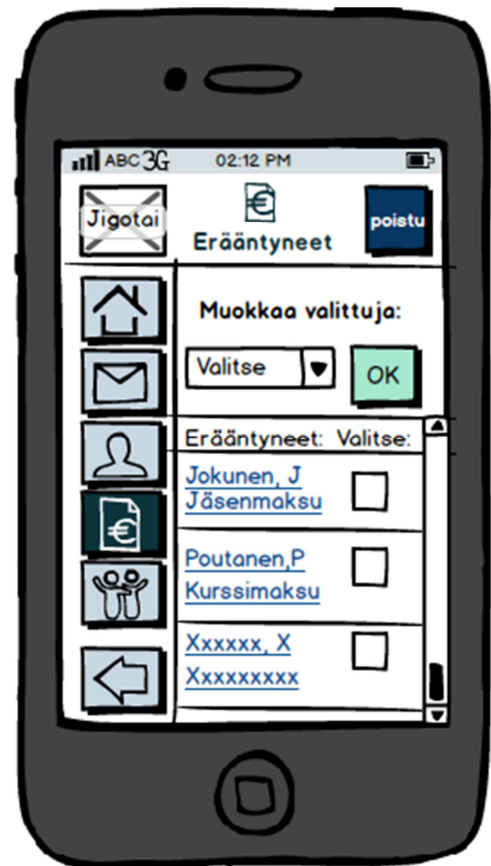 ABC 3G 02:12 PM
Jigotai
Erääntyneet
poistu
Muokkaa valittuja:
Valitse
OK
Erääntyneet: Valitse:
Jokunen, J
Jäsenmaksu
Poutanen,P
Kurssimaksu
Xxxxxx, X
Xxxxxxxxx